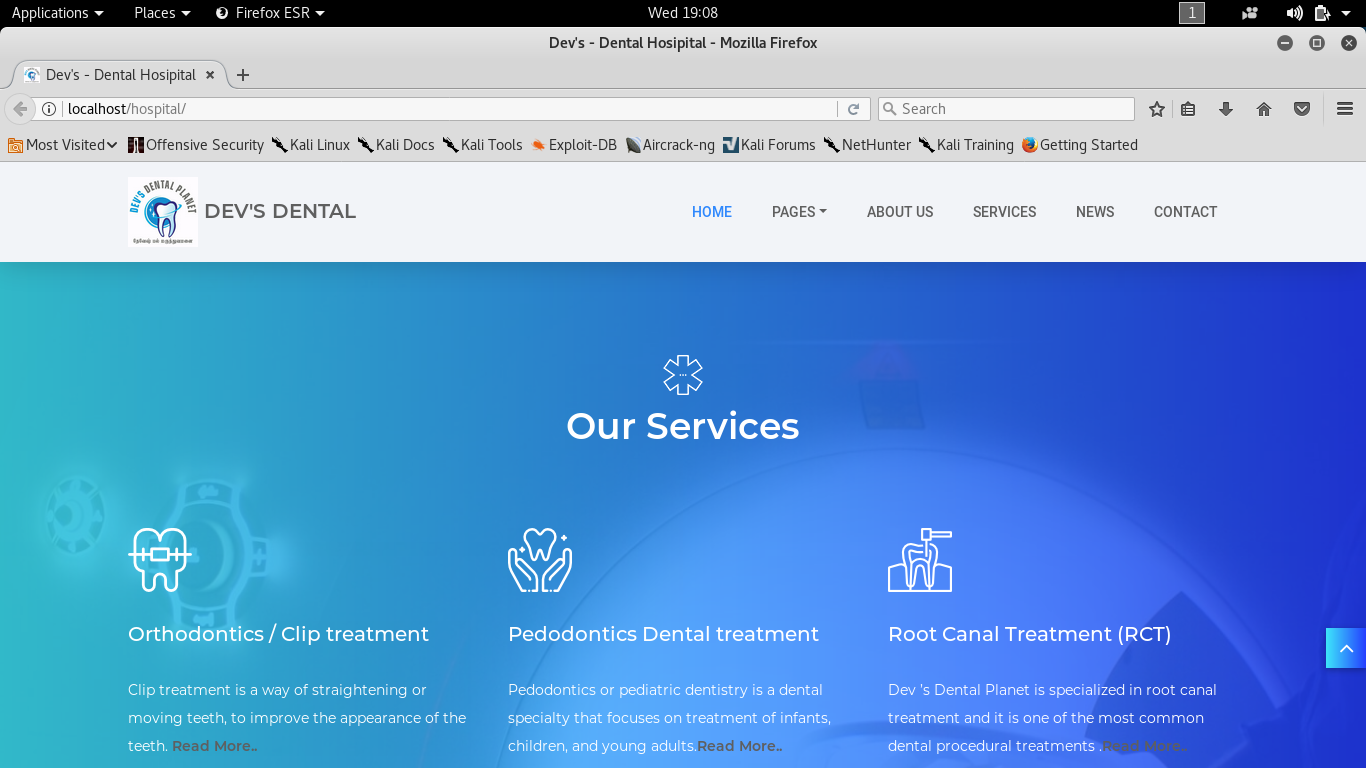 Applications Places Firefox ESR Wed 19:08 1
Dev's - Dental Hosipital - Mozilla Firefox
Dev's - Dental Hosipital
localhost/hospital/ Search
Most Visited Offensive Security Kali Linux Kali Docs Kali Tools Exploit-DB Aircrack-ng Kali Forums NetHunter Kali Training Getting Started
DEV'S DENTAL PLANET
DEV'S DENTAL HOME PAGES ABOUT US SERVICES NEWS CONTACT
Our Services
Orthodontics / Clip treatment
Clip treatment is a way of straightening or
moving teeth, to improve the appearance of the
teeth. Read More..
Pedodontics Dental treatment
Pedodontics or pediatric dentistry is a dental
specialty that focuses on treatment of infants,
children, and young adults.Read More..
Root Canal Treatment (RCT)
Dev ’s Dental Planet is specialized in root canal
treatment and it is one of the most common
dental procedural treatments .Read More..